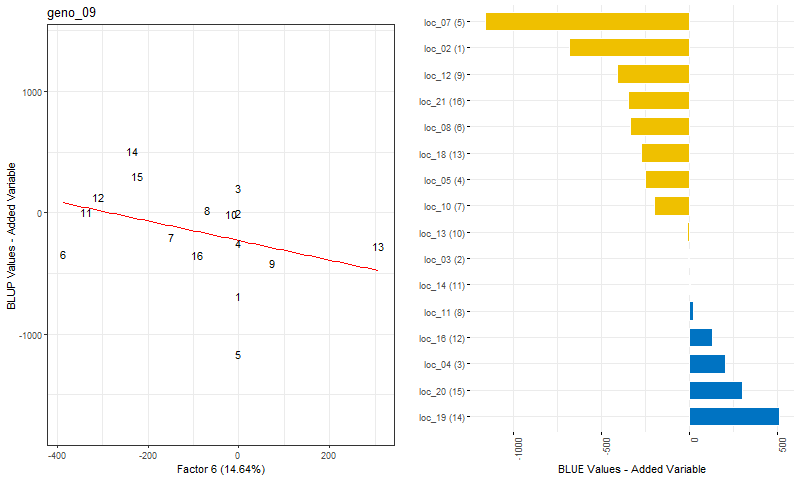 geno_09
BLUP Values - Added Variable
1000
0
-1000
14
15
12
11
3
8
10
2
7
4
6
16
9
13
1
5
-400
-200
0
200
Factor 6 (14.64%)
loc_07 (5)
loc_02 (1)
loc_12 (9)
loc_21 (16)
loc_08 (6)
loc_18 (13)
loc_05 (4)
loc_10 (7)
loc_13 (10)
loc_03 (2)
loc_14 (11)
loc_11 (8)
loc_16 (12)
loc_04 (3)
loc_20 (15)
loc_19 (14)
-1000
-500
0
500
BLUE Values - Added Variable